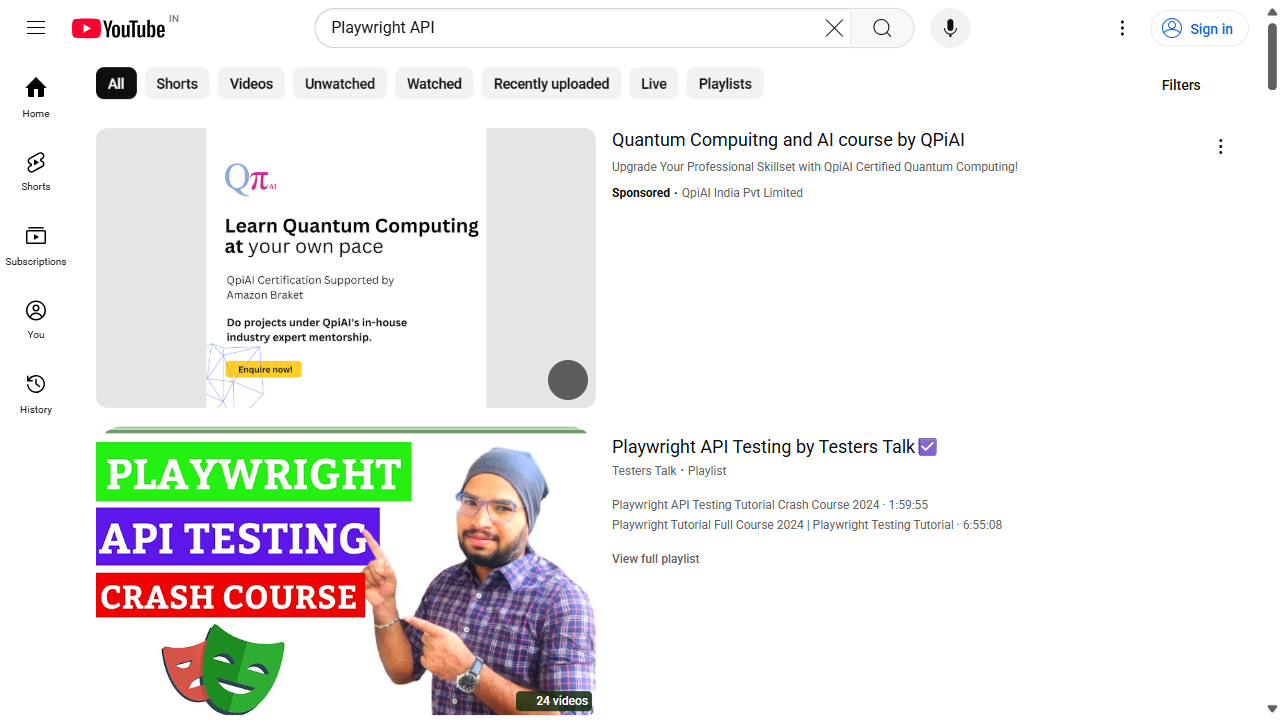 YouTube IN
Playwright API
Sign in
All
Shorts
Videos
Unwatched
Watched
Recently uploaded
Live
Playlists
Filters
Home
Shorts
Subscriptions
You
History
Qπ AI
Learn Quantum Computing
at your own pace
QpiAI Certification Supported by
Amazon Braket
Do projects under QpiAI's in-house
industry expert mentorship.
Enquire now!
Quantum Compuitng and AI course by QPiAI
Upgrade Your Professional Skillset with QpiAI Certified Quantum Computing!
Sponsored · QpiAI India Pvt Limited
PLAYWRIGHT
API TESTING
CRASH COURSE
24 videos
Playwright API Testing by Testers Talk☑
Testers Talk · Playlist
Playwright API Testing Tutorial Crash Course 2024 · 1:59:55
Playwright Tutorial Full Course 2024 | Playwright Testing Tutorial · 6:55:08
View full playlist